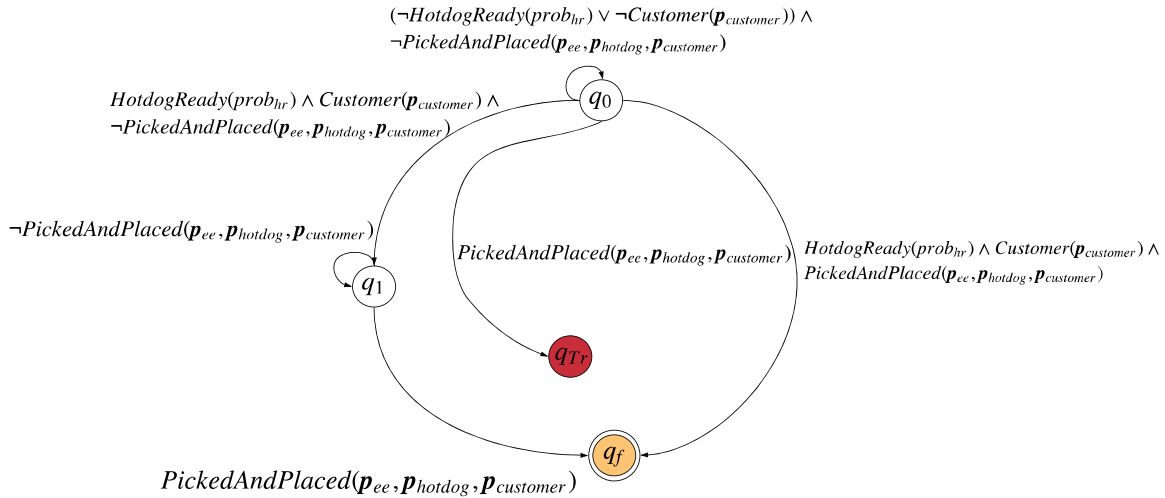 (¬HotdogReady(prob_hr) ∨ ¬Customer(p_customer)) ∧
¬PickedAndPlaced(p_ee, p_hotdog, p_customer)
q_0
HotdogReady(prob_hr) ∧ Customer(p_customer) ∧
¬PickedAndPlaced(p_ee, p_hotdog, p_customer)
¬PickedAndPlaced(p_ee, p_hotdog, p_customer)
PickedAndPlaced(p_ee, p_hotdog, p_customer)
HotdogReady(prob_hr) ∧ Customer(p_customer) ∧
PickedAndPlaced(p_ee, p_hotdog, p_customer)
q_1
q_Tr
q_f
PickedAndPlaced(p_ee, p_hotdog, p_customer)